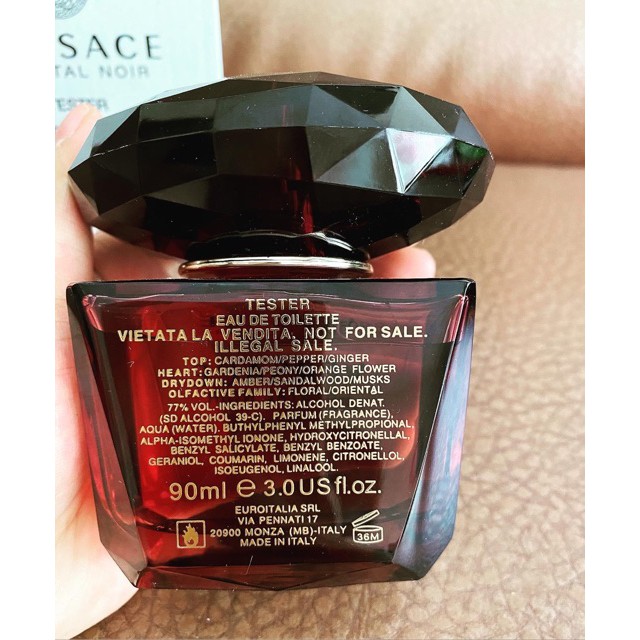 SACE
TAL NOIR
TESTER
TESTER
EAU DE TOILETTE
VIETATA LA VENDITA. NOT FOR SALE.
ILLEGAL SALE.
TOP: CARDAMOM/PEPPER/GINGER
HEART: GARDENIA/PEONY/ORANGE FLOWER
DRYDOWN: AMBER/SANDALWOOD/MUSKS
OLFACTIVE FAMILY: FLORAL/ORIENTAL
77% VOL.-INGREDIENTS: ALCOHOL DENAT.
(SD ALCOHOL 39-C). PARFUM (FRAGRANCE),
AQUA (WATER). BUTHYLPHENYL METHYLPROPIONAL,
ALPHA-ISOMETHYL IONONE, HYDROXYCITRONELLAL,
BENZYL SALICYLATE, BENZYL BENZOATE,
GERANIOL, COUMARIN, LIMONENE, CITRONELLOL,
ISOEUGENOL, LINALOOL.
90ml e 3.0 US fl.oz.
EUROITALIA SRL
VIA PENNATI 17
20900 MONZA (MB)-ITALY
MADE IN ITALY
36M